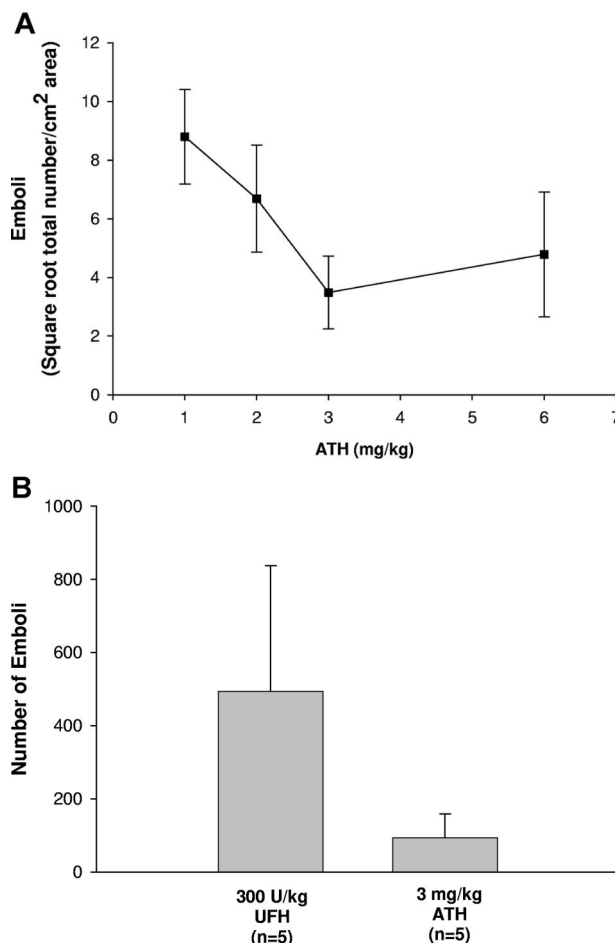 A
Emboli
(Square root total number/cm² area)
12
10
8
6
4
2
0
0 1 2 3 4 5 6 7
ATH (mg/kg)
B
Number of Emboli
1000
800
600
400
200
0
300 U/kg
UFH
(n=5)
3 mg/kg
ATH
(n=5)